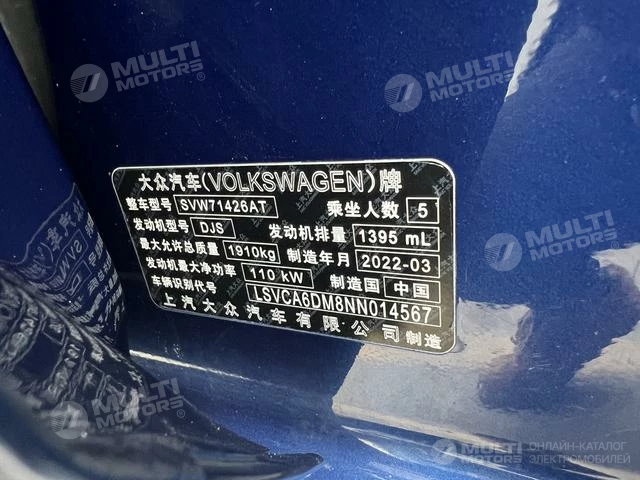 MULTI MOTORS®
MULTI MOTORS®
大众汽车(VOLKSWAGEN)牌
整车型号 SVW71426AT 乘坐人数 5
发动机型号 DJS 发动机排量 1395 mL
最大允许总质量 1910kg 制造年月 2022-03
发动机最大净功率 110 kW 制造国 中国
车辆识别代号 LSVCA6DM8NN014567
上汽大众汽车有限公司 制造
MULTI MOTORS®
MULTI MOTORS
ОНЛАЙН-КАТАЛОГ
ЭЛЕКТРОМОБИЛЕЙ